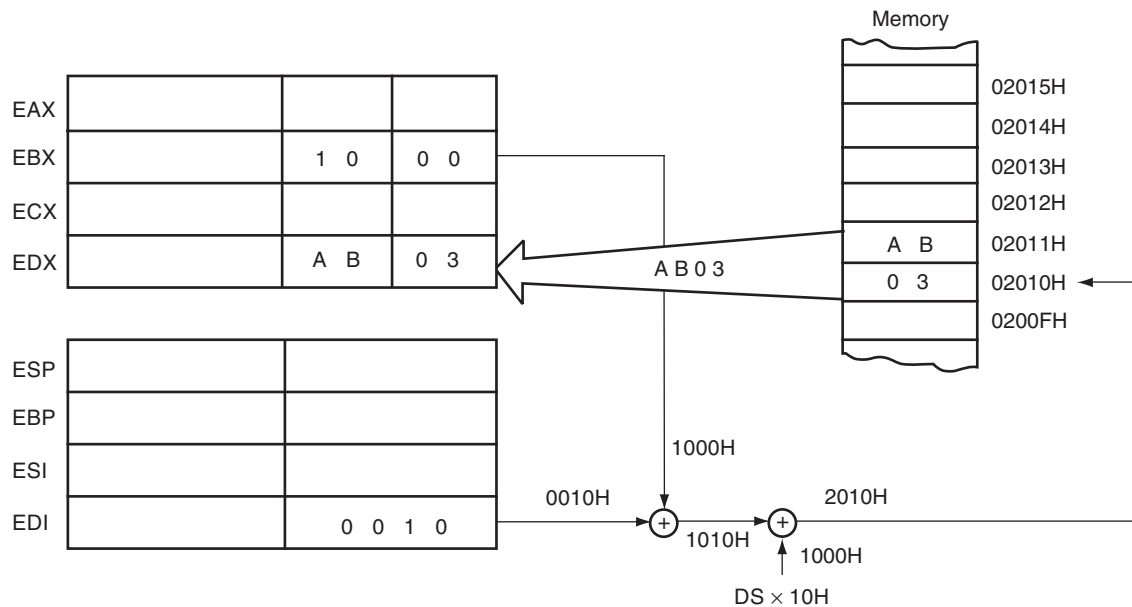 Memory
02015H
EAX
02014H
EBX 1 0 0 0
02013H
ECX
02012H
EDX A B 0 3
A B 0 3
A B 02011H
0 3 02010H
0200FH
ESP
EBP
ESI
1000H
EDI 0 0 1 0
0010H
2010H
1010H
1000H
DS × 10H
+
+